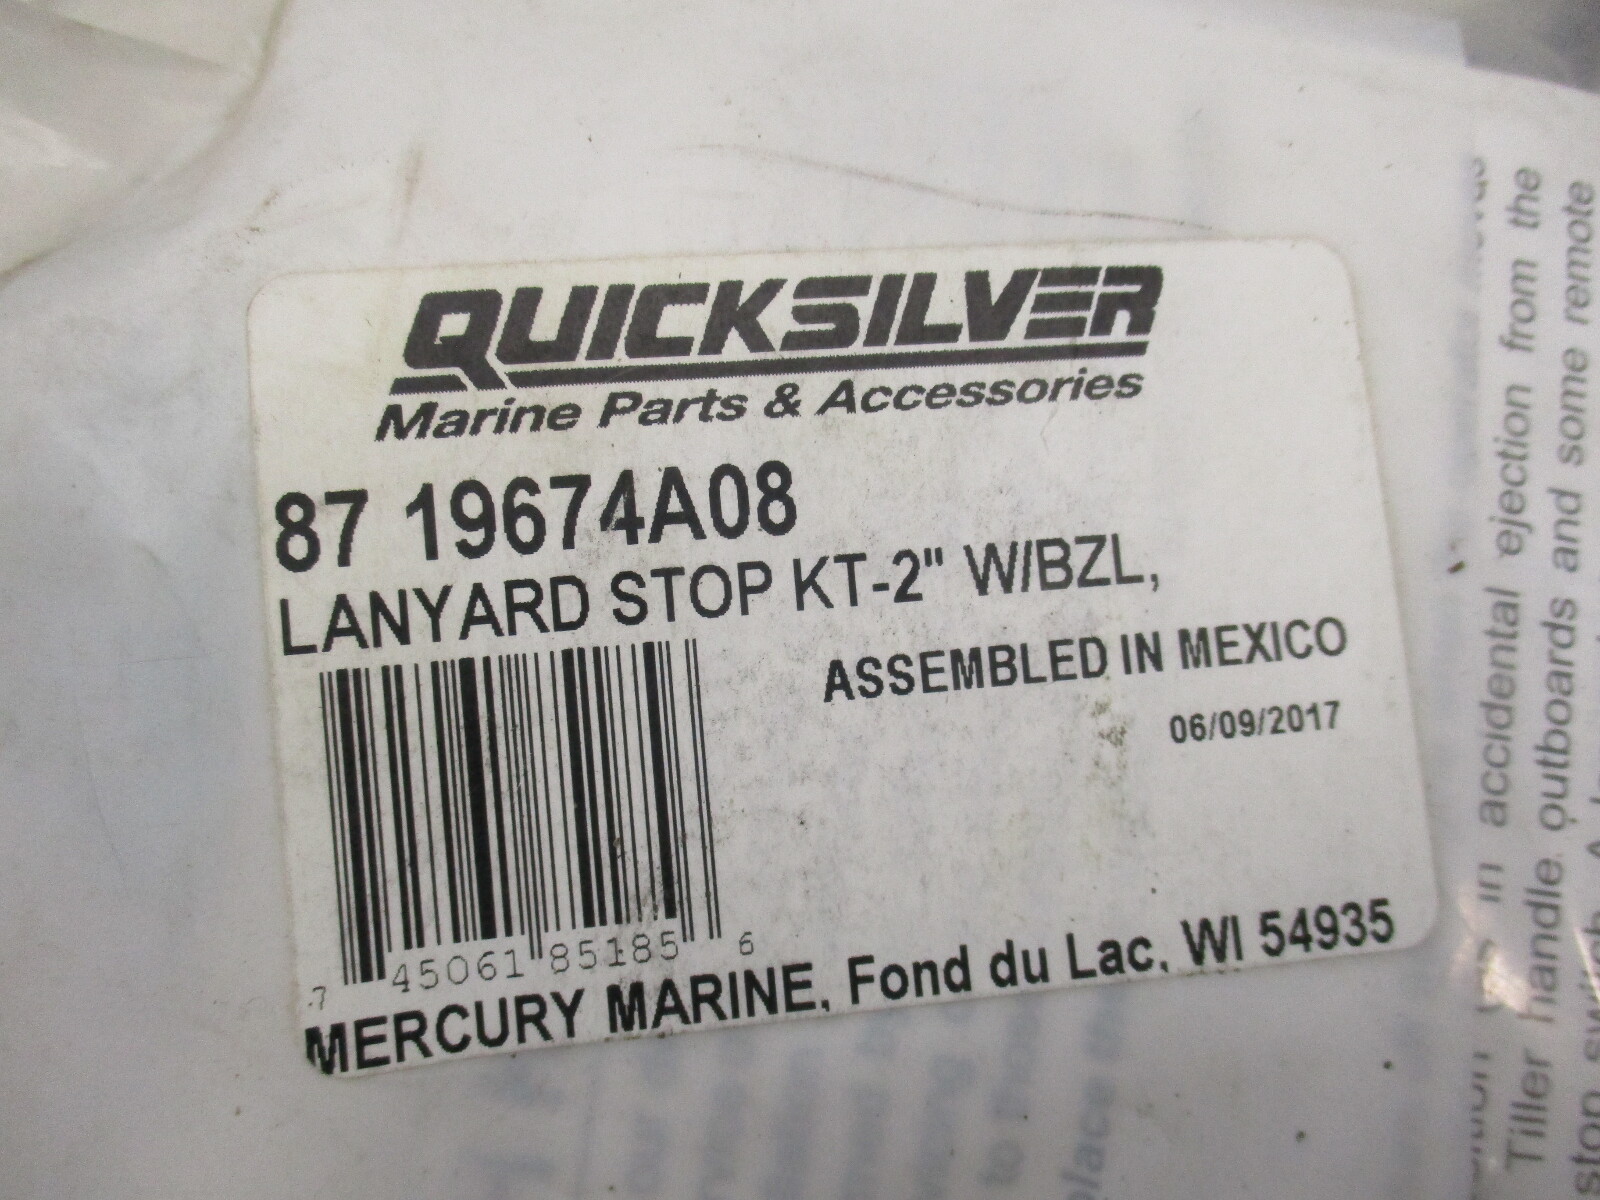 QUICKSILVER
Marine Parts & Accessories
87 19674A08
LANYARD STOP KT-2" W/BZL,
ASSEMBLED IN MEXICO
06/09/2017
7 45061 85185 6
MERCURY MARINE, Fond du Lac, WI 54935
in accidental ejection from the
Tiller handle outboards and some remote
stop switch. A